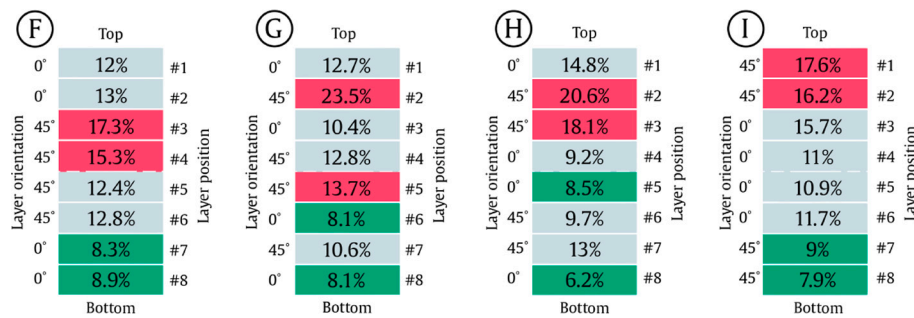 F G H I
Top Top Top Top
0° 12% #1 0° 12.7% #1 0° 14.8% #1 45° 17.6% #1
0° 13% #2 45° 23.5% #2 45° 20.6% #2 45° 16.2% #2
45° 17.3% #3 0° 10.4% #3 45° 18.1% #3 0° 15.7% #3
45° 15.3% #4 45° 12.8% #4 0° 9.2% #4 0° 11% #4
45° 12.4% #5 45° 13.7% #5 0° 8.5% #5 0° 10.9% #5
45° 12.8% #6 0° 8.1% #6 45° 9.7% #6 0° 11.7% #6
0° 8.3% #7 45° 10.6% #7 45° 13% #7 45° 9% #7
0° 8.9% #8 0° 8.1% #8 0° 6.2% #8 45° 7.9% #8
Bottom Bottom Bottom Bottom
Layer orientation Layer position Layer orientation Layer position Layer orientation Layer position Layer orientation Layer position